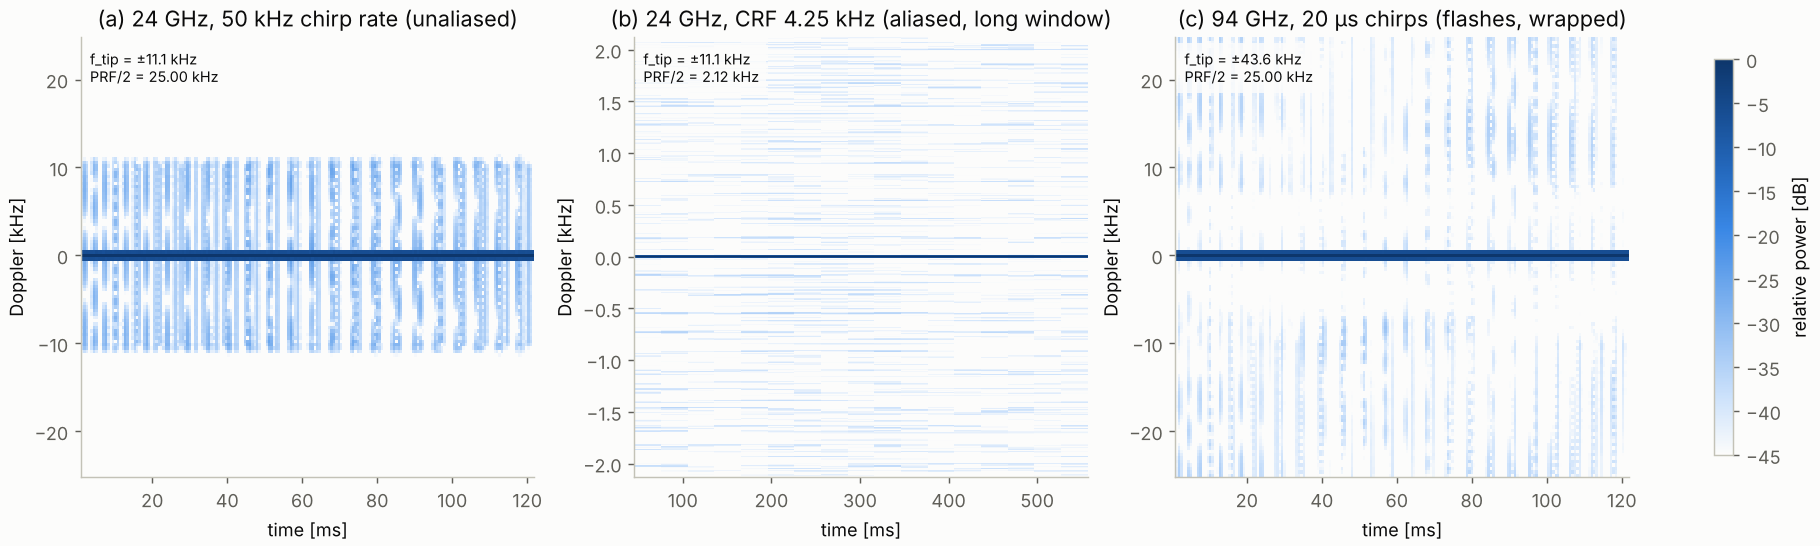 (a) 24 GHz, 50 kHz chirp rate (unaliased)
f_tip = ±11.1 kHz
PRF/2 = 25.00 kHz
20
10
0
−10
−20
Doppler [kHz]
20
40
60
80
100
120
time [ms]
(b) 24 GHz, CRF 4.25 kHz (aliased, long window)
f_tip = ±11.1 kHz
PRF/2 = 2.12 kHz
2.0
1.5
1.0
0.5
0.0
−0.5
−1.0
−1.5
−2.0
Doppler [kHz]
100
200
300
400
500
time [ms]
(c) 94 GHz, 20 µs chirps (flashes, wrapped)
f_tip = ±43.6 kHz
PRF/2 = 25.00 kHz
20
10
0
−10
−20
Doppler [kHz]
20
40
60
80
100
120
time [ms]
0
−5
−10
−15
−20
−25
−30
−35
−40
−45
relative power [dB]